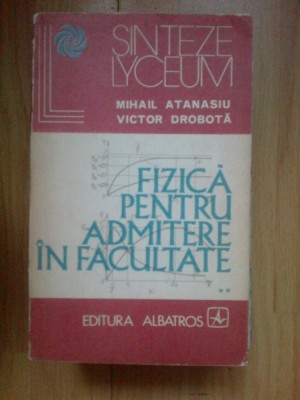 SINTEZE
LYCEUM
MIHAIL ATANASIU
VICTOR DROBOTĂ
FIZICĂ
PENTRU
ADMITERE
ÎN FACULTATE
**
EDITURA ALBATROS